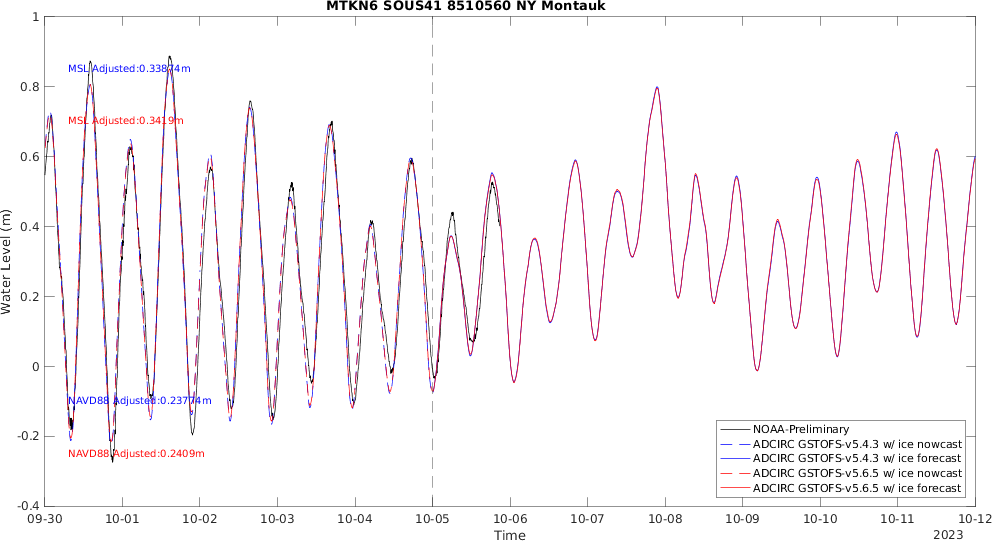 MTKN6 SOUS41 8510560 NY Montauk
Water Level (m)
1
0.8
0.6
0.4
0.2
0
-0.2
-0.4
MSL Adjusted:0.33874m
MSL Adjusted:0.3419m
NAVD88 Adjusted:0.23774m
NAVD88 Adjusted:0.2409m
NOAA-Preliminary
ADCIRC GSTOFS-v5.4.3 w/ ice nowcast
ADCIRC GSTOFS-v5.4.3 w/ ice forecast
ADCIRC GSTOFS-v5.6.5 w/ ice nowcast
ADCIRC GSTOFS-v5.6.5 w/ ice forecast
09-30 10-01 10-02 10-03 10-04 10-05 10-06 10-07 10-08 10-09 10-10 10-11 10-12
Time
2023